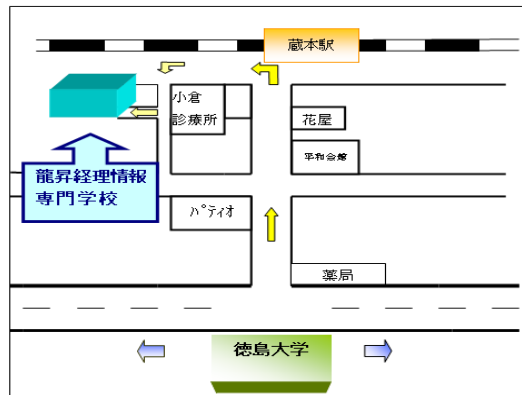 蔵本駅
小倉
診療所
花屋
平和会館
龍昇経理情報
専門学校
パティオ
薬局
徳島大学